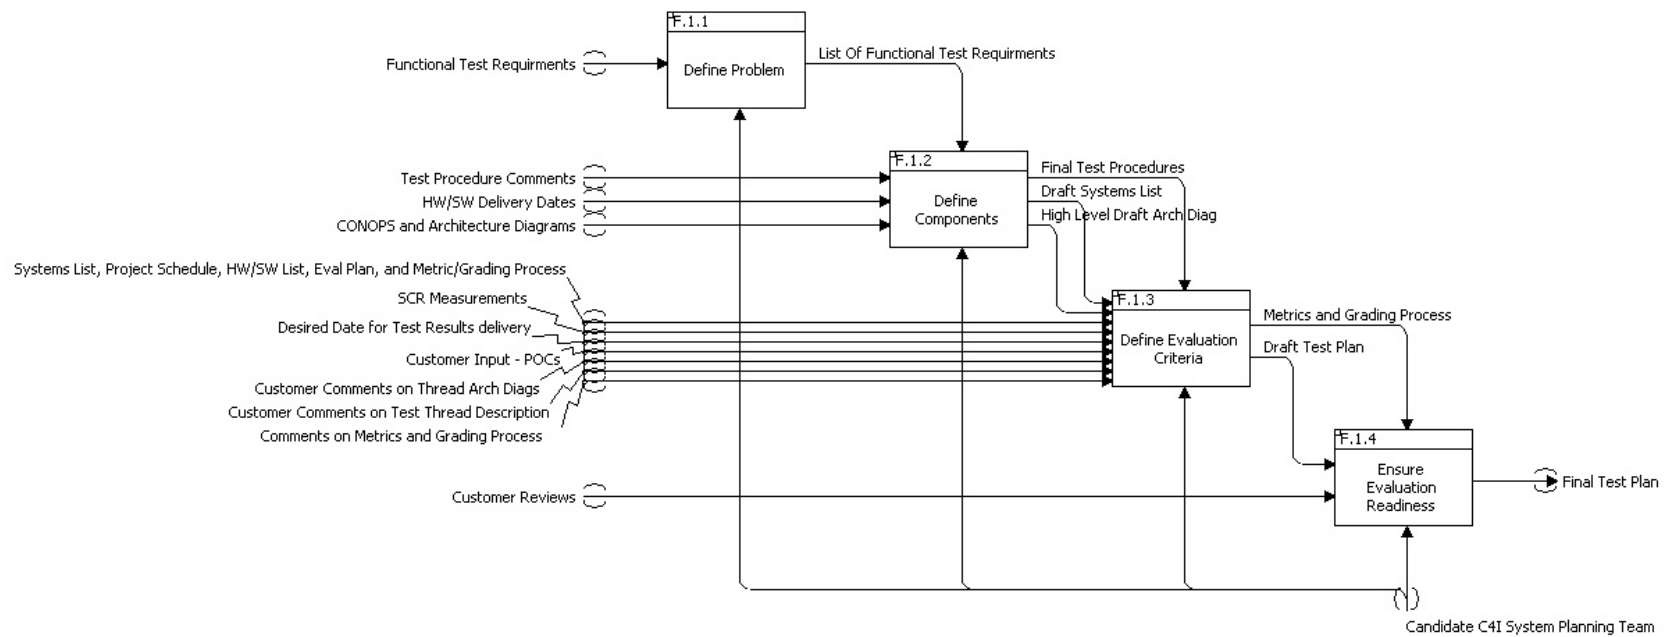 F.1.1
Define Problem
Functional Test Requirments
List Of Functional Test Requirments
F.1.2
Define
Components
Test Procedure Comments
HW/SW Delivery Dates
CONOPS and Architecture Diagrams
Final Test Procedures
Draft Systems List
High Level Draft Arch Diag
Systems List, Project Schedule, HW/SW List, Eval Plan, and Metric/Grading Process
SCR Measurements
Desired Date for Test Results delivery
Customer Input - POCs
Customer Comments on Thread Arch Diags
Customer Comments on Test Thread Description
Comments on Metrics and Grading Process
F.1.3
Define Evaluation
Criteria
Metrics and Grading Process
Draft Test Plan
F.1.4
Ensure
Evaluation
Readiness
Customer Reviews
Final Test Plan
Candidate C4I System Planning Team